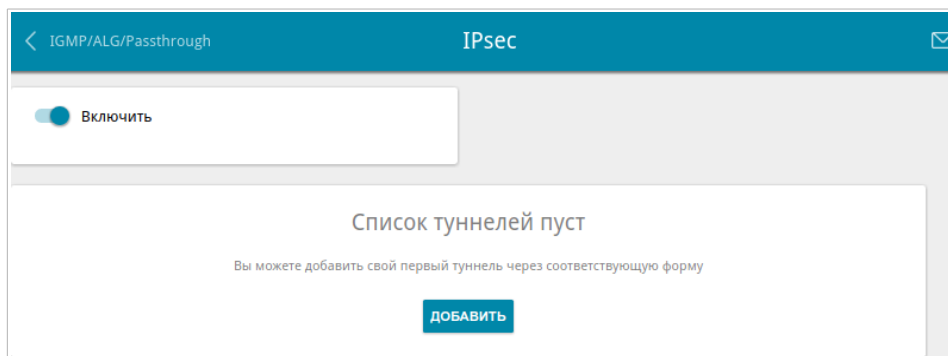 IGMP/ALG/Passthrough
IPsec
Включить
Список туннелей пуст
Вы можете добавить свой первый туннель через соответствующую форму
ДОБАВИТЬ